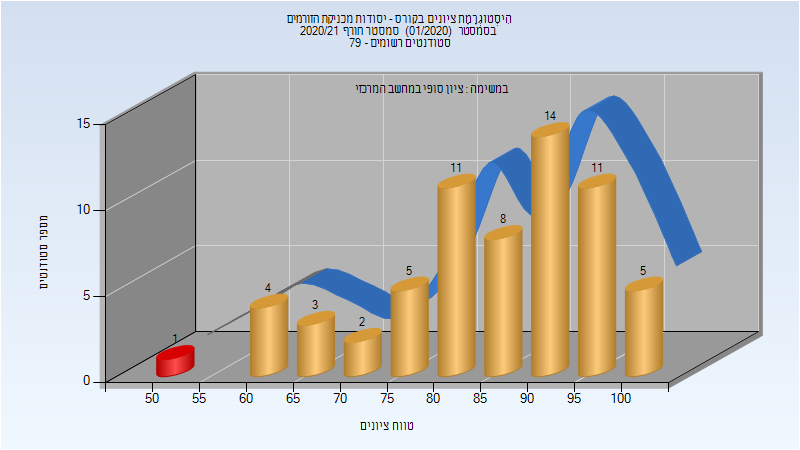 היסטוגרמת ציונים בקורס - יסודות מכניקת הזורמים
בסמסטר (01/2020) סמסטר חורף 2020/21
סטודנטים רשומים - 79
במשימה : ציון סופי במחשב המרכזי
15
10
5
0
מספר סטודנטים
1
4
3
2
5
11
8
14
11
5
50 55 60 65 70 75 80 85 90 95 100
טווח ציונים